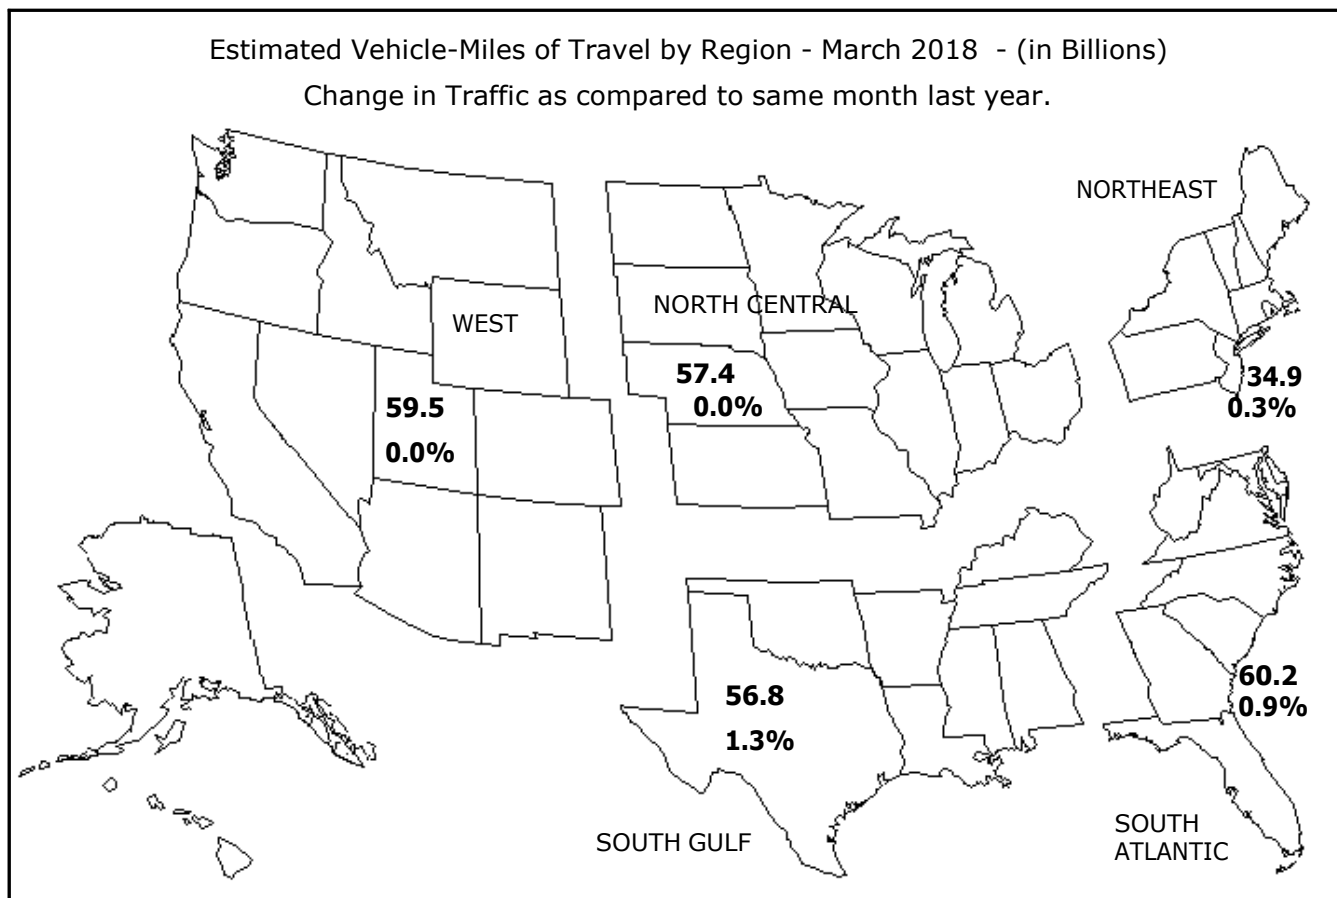 Estimated Vehicle-Miles of Travel by Region - March 2018 - (in Billions)
Change in Traffic as compared to same month last year.
NORTHEAST
34.9
0.3%
NORTH CENTRAL
57.4
0.0%
WEST
59.5
0.0%
60.2
0.9%
SOUTH
ATLANTIC
56.8
1.3%
SOUTH GULF